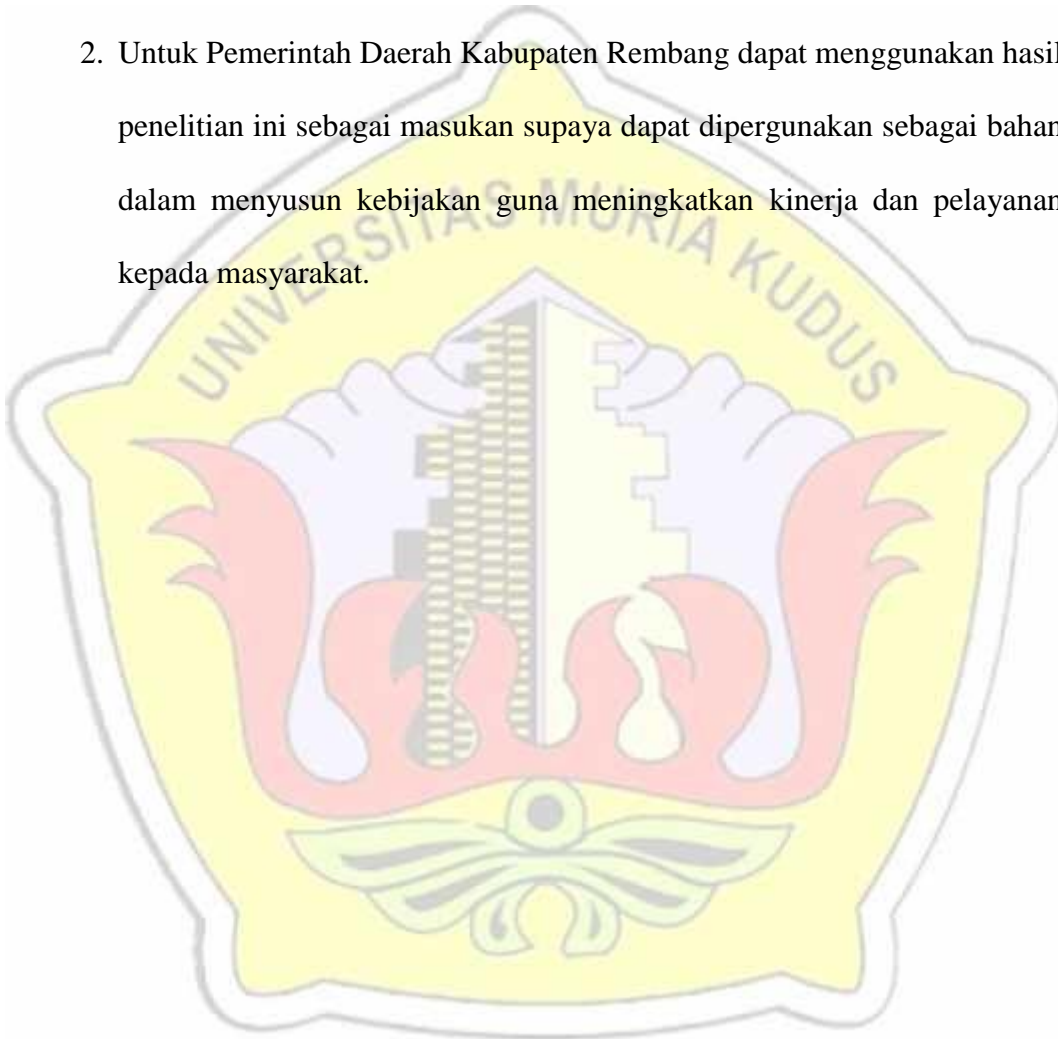 2. Untuk Pemerintah Daerah Kabupaten Rembang dapat menggunakan hasil
penelitian ini sebagai masukan supaya dapat dipergunakan sebagai bahan
dalam menyusun kebijakan guna meningkatkan kinerja dan pelayanan
kepada masyarakat.
UNIVERSITAS MURIA KUDUS